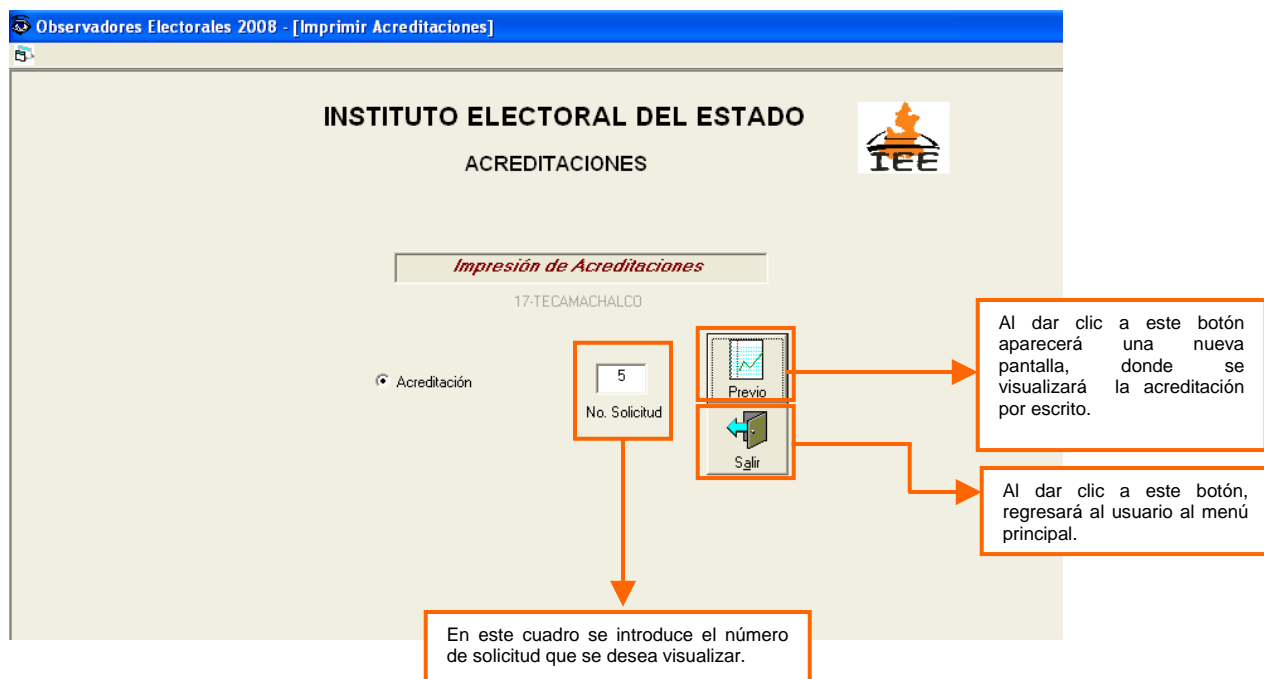 Observadores Electorales 2008 - [Imprimir Acreditaciones]
INSTITUTO ELECTORAL DEL ESTADO
IEE
ACREDITACIONES
Impresión de Acreditaciones
17-TECAMACHALCO
Acreditación
5
No. Solicitud
Previo
Salir
Al dar clic a este botón
aparecerá una nueva
pantalla, donde se
visualizará la acreditación
por escrito.
Al dar clic a este botón,
regresará al usuario al menú
principal.
En este cuadro se introduce el número
de solicitud que se desea visualizar.